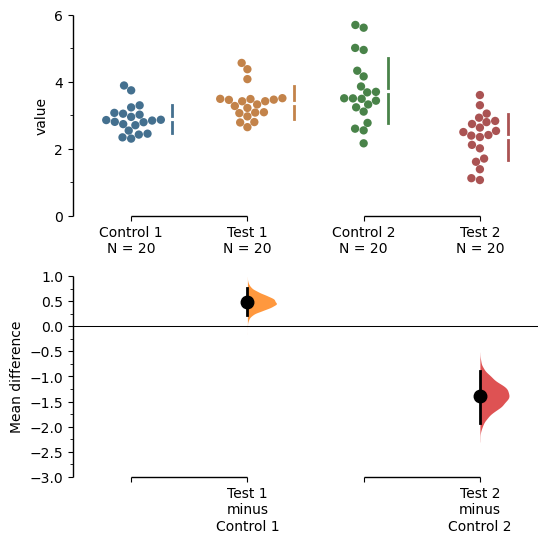 6
4
2
0
value
Control 1
N = 20
Test 1
N = 20
Control 2
N = 20
Test 2
N = 20
1.0
0.5
0.0
−0.5
−1.0
−1.5
−2.0
−2.5
−3.0
Mean difference
Test 1
minus
Control 1
Test 2
minus
Control 2